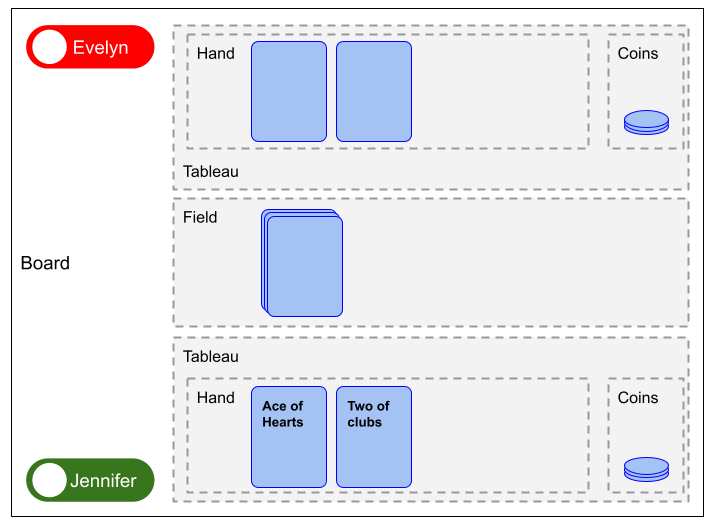 Evelyn
Hand
Coins
Tableau
Field
Board
Tableau
Hand
Ace of
Hearts
Two of
clubs
Coins
Jennifer